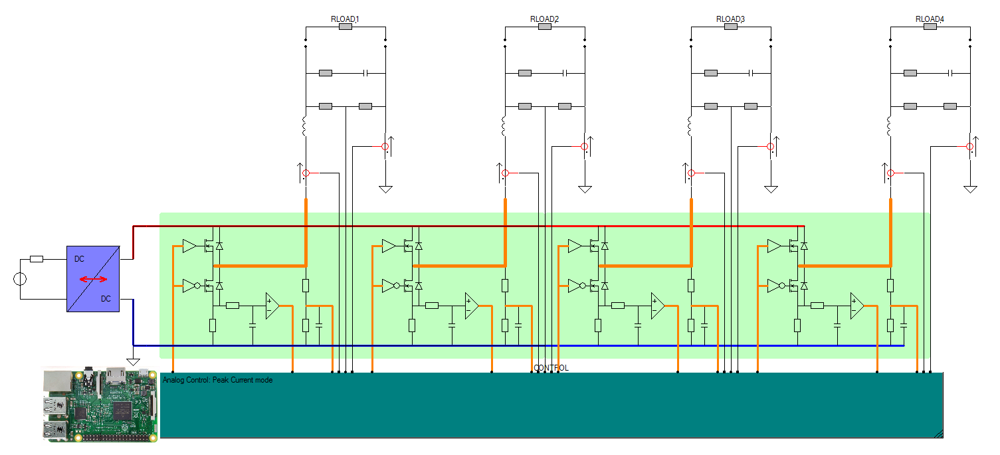 RLOAD1
RLOAD2
RLOAD3
RLOAD4
DC
DC
CONTROL
Analog Control: Peak Current mode